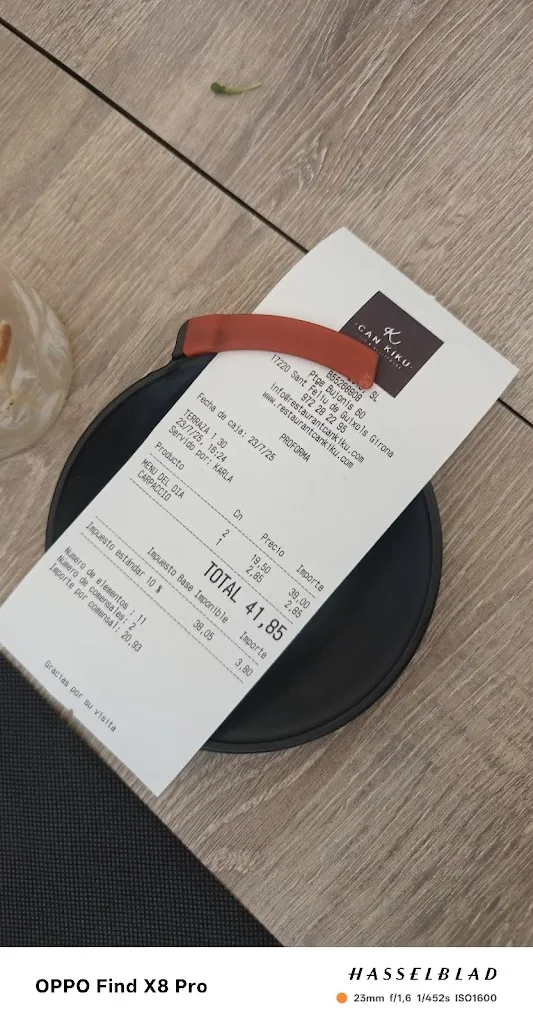 CAN KIKU
SL
B55268908
Ptge Bujonis 60
17220 Sant Feliu de Guixols Girona
972 26 22 95
info@restaurantcankiku.com
www.restaurantcankiku.com
PROFORMA
Fecha de caja: 23/7/25
TERRAZA 1, 30
23/7/25, 16:24
Servido por: KARLA
Producto Cn Precio Importe
MENU DEL DIA 2 19,50 39,00
CARPACCIO 1 2,85 2,85
TOTAL 41,85
Impuesto Base Imponible Importe
Impuesto estándar 10 % 38,05 3,80
Numero de elementos : 11
Número de comensales: 2
Importe por comensal: 20,93
Gracias por su visita
OPPO Find X8 Pro
HASSELBLAD
23mm f/1,6 1/452s ISO1600